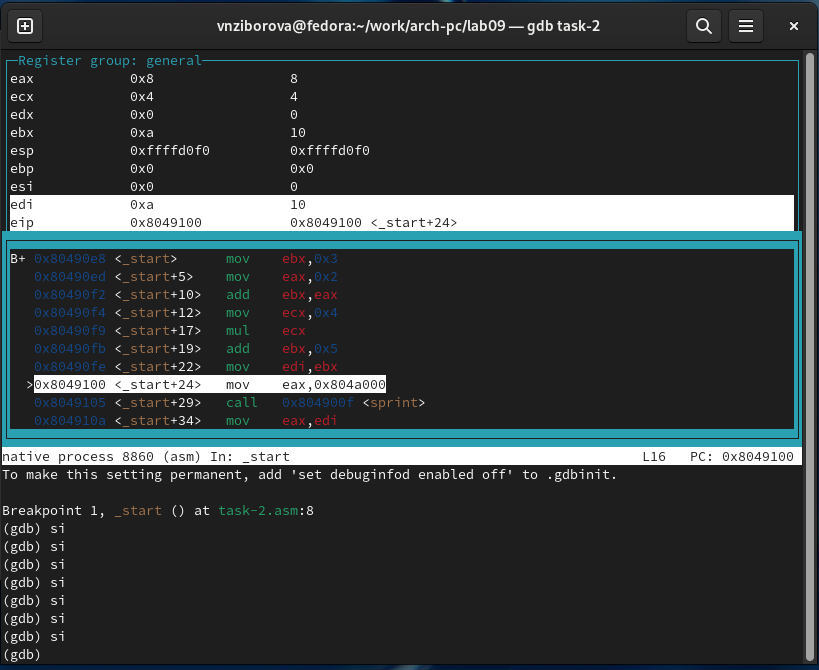 vnziborova@fedora:~/work/arch-pc/lab09 — gdb task-2
Register group: general
eax 0x8 8
ecx 0x4 4
edx 0x0 0
ebx 0xa 10
esp 0xffffd0f0 0xffffd0f0
ebp 0x0 0x0
esi 0x0 0
edi 0xa 10
eip 0x8049100 0x8049100 <_start+24>
B+ 0x80490e8 <_start> mov ebx,0x3
0x80490ed <_start+5> mov eax,0x2
0x80490f2 <_start+10> add ebx,eax
0x80490f4 <_start+12> mov ecx,0x4
0x80490f9 <_start+17> mul ecx
0x80490fb <_start+19> add ebx,0x5
0x80490fe <_start+22> mov edi,ebx
>0x8049100 <_start+24> mov eax,0x804a000
0x8049105 <_start+29> call 0x804900f <sprint>
0x804910a <_start+34> mov eax,edi
native process 8860 (asm) In: _start L16 PC: 0x8049100
To make this setting permanent, add 'set debuginfod enabled off' to .gdbinit.
Breakpoint 1, _start () at task-2.asm:8
(gdb) si
(gdb) si
(gdb) si
(gdb) si
(gdb) si
(gdb) si
(gdb) si
(gdb)